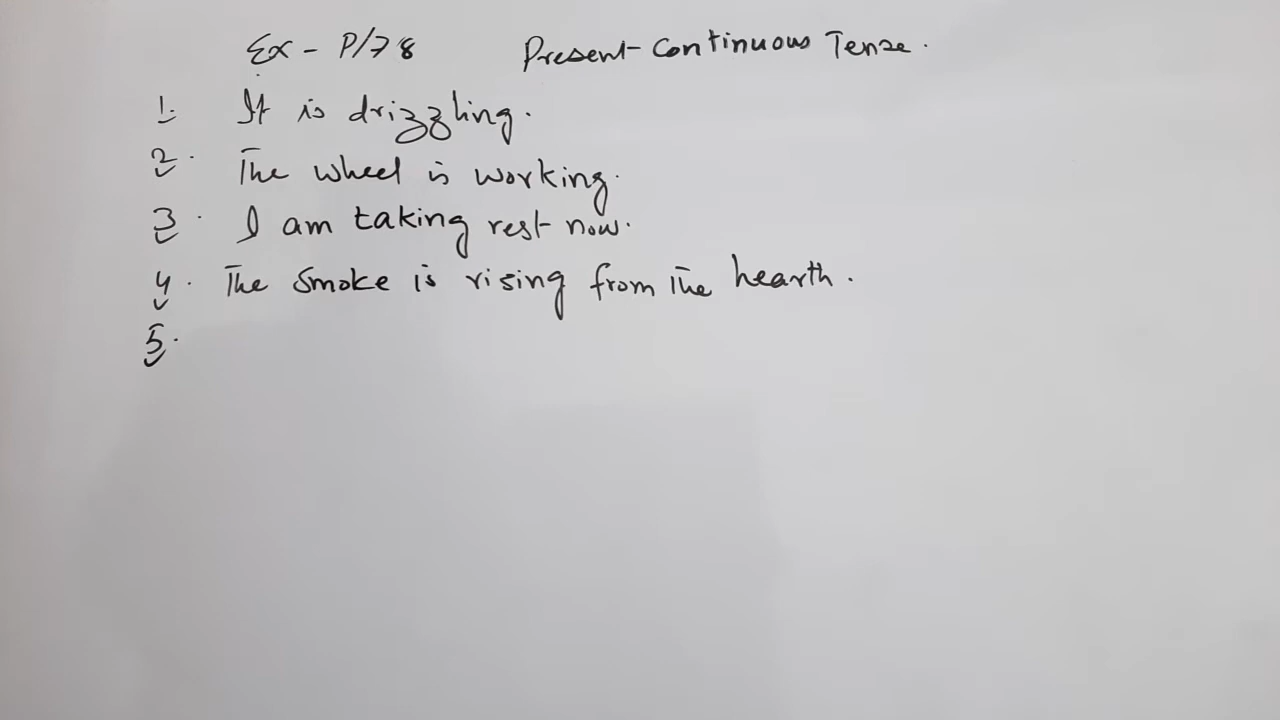 Ex - P/78 Present Continuous Tense.
1. It is drizzling.
2. The wheel is working.
3. I am taking rest now.
4. The smoke is rising from the hearth.
5.